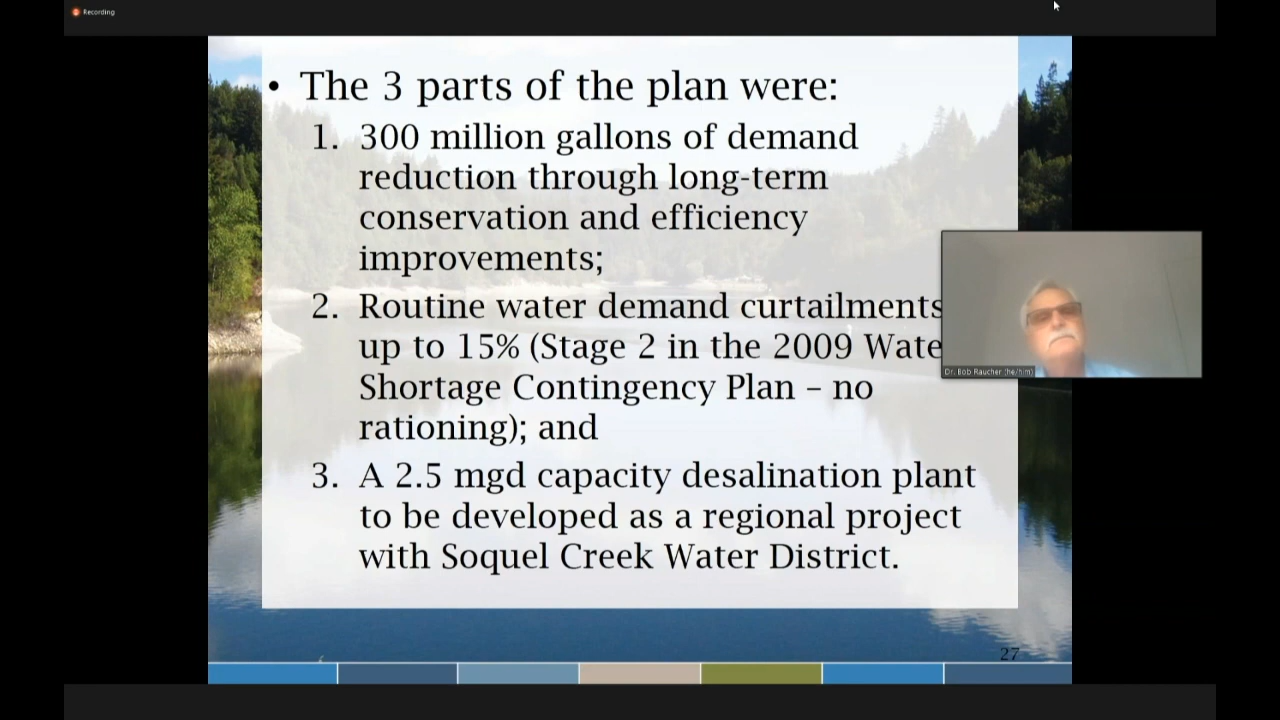 Recording
• The 3 parts of the plan were:
1. 300 million gallons of demand
reduction through long-term
conservation and efficiency
improvements;
2. Routine water demand curtailments
up to 15% (Stage 2 in the 2009 Wate
Shortage Contingency Plan – no
rationing); and
3. A 2.5 mgd capacity desalination plant
to be developed as a regional project
with Soquel Creek Water District.
Dr. Bob Raucher (he/him)
27